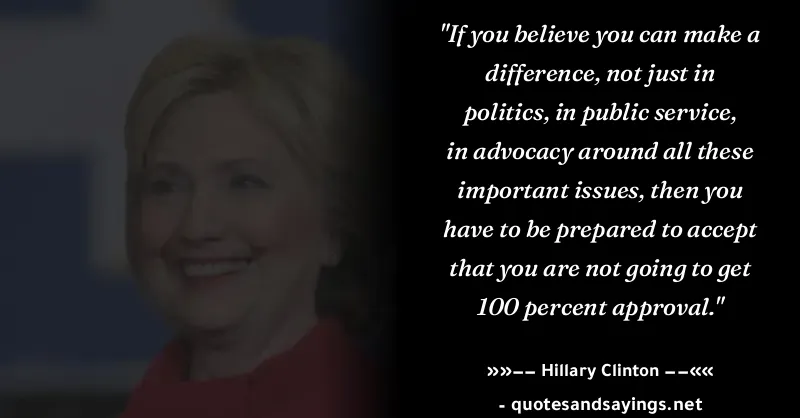 "If you believe you can make a
difference, not just in
politics, in public service,
in advocacy around all these
important issues, then you
have to be prepared to accept
that you are not going to get
100 percent approval."
»»–– Hillary Clinton ––««
- quotesandsayings.net